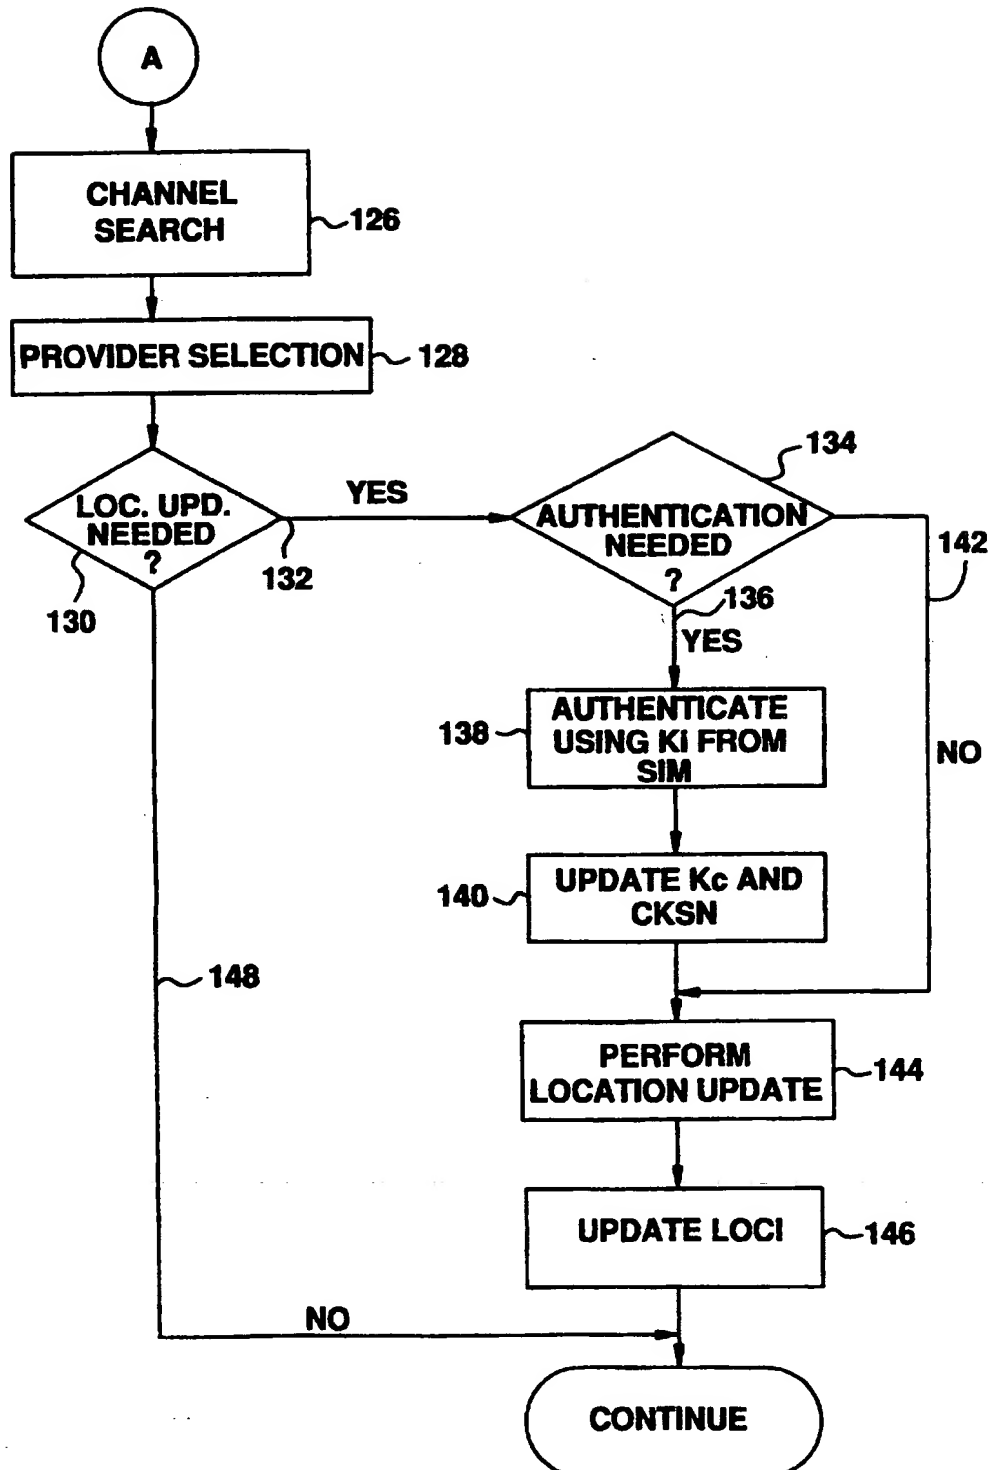 A
CHANNEL
SEARCH
126
PROVIDER SELECTION
128
LOC. UPD.
NEEDED
?
130
132
YES
AUTHENTICATION
NEEDED
?
134
136
YES
142
NO
AUTHENTICATE
USING Ki FROM
SIM
138
UPDATE Kc AND
CKSN
140
148
PERFORM
LOCATION UPDATE
144
UPDATE LOCI
146
NO
CONTINUE